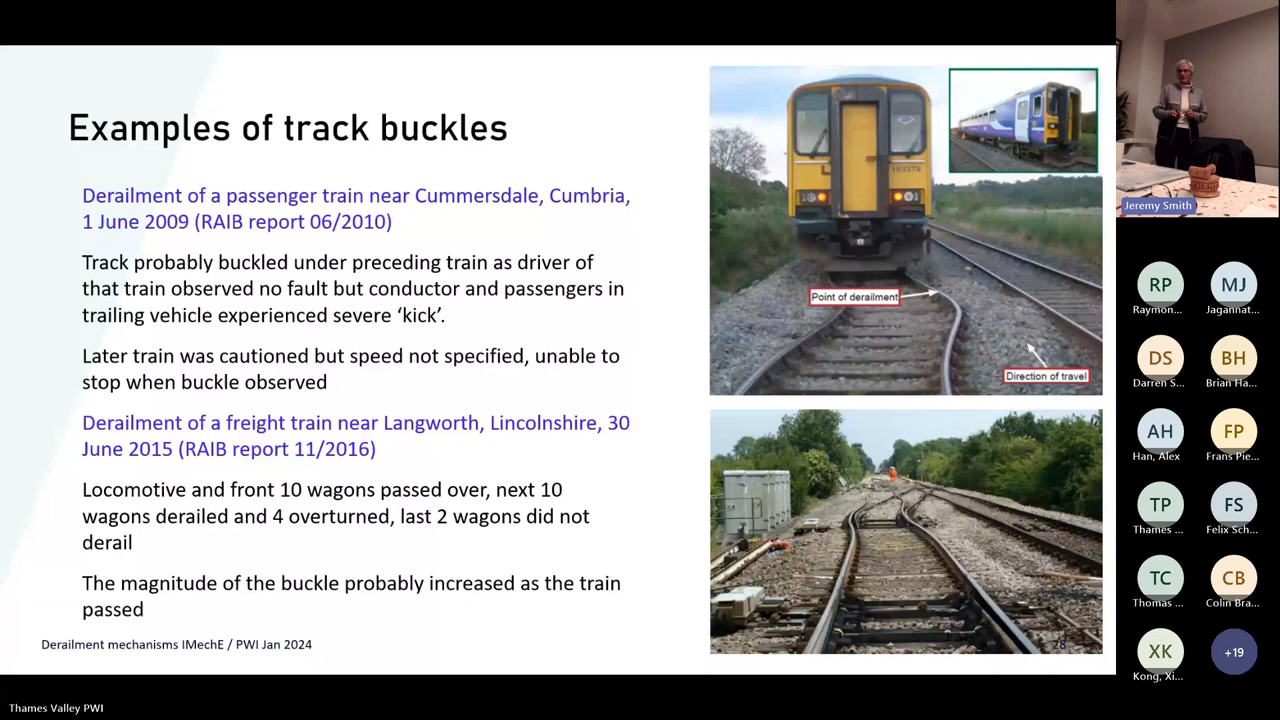 Examples of track buckles
Derailment of a passenger train near Cummersdale, Cumbria,
1 June 2009 (RAIB report 06/2010)
Track probably buckled under preceding train as driver of
that train observed no fault but conductor and passengers in
trailing vehicle experienced severe ‘kick’.
Later train was cautioned but speed not specified, unable to
stop when buckle observed
Derailment of a freight train near Langworth, Lincolnshire, 30
June 2015 (RAIB report 11/2016)
Locomotive and front 10 wagons passed over, next 10
wagons derailed and 4 overturned, last 2 wagons did not
derail
The magnitude of the buckle probably increased as the train
passed
Derailment mechanisms IMechE / PWI Jan 2024
Point of derailment
Direction of travel
28
Jeremy Smith
RP
Raymon...
MJ
Jagannat...
DS
Darren S...
BH
Brian Ha...
AH
Han, Alex
FP
Frans Pie...
TP
Thames ...
FS
Felix Sch...
TC
Thomas ...
CB
Colin Bra...
XK
Kong, Xi...
+19
Thames Valley PWI